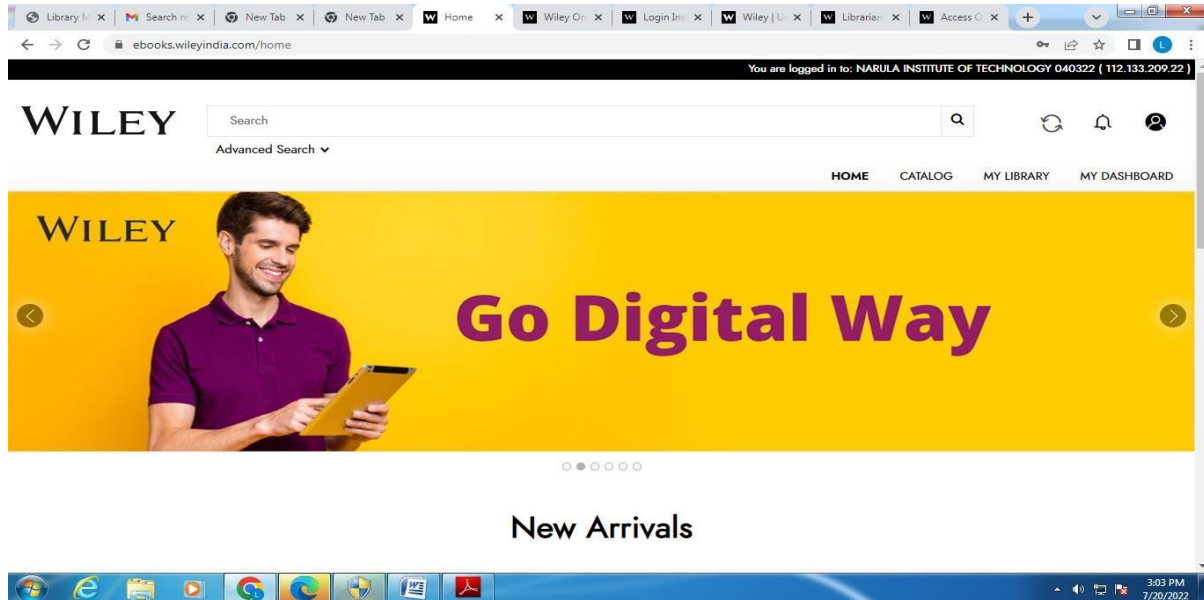 Library M
Search re
New Tab
New Tab
Home
Wiley On
Login Ins
Wiley | U
Librarian
Access O
ebooks.wileyindia.com/home
You are logged in to: NARULA INSTITUTE OF TECHNOLOGY 040322 ( 112.133.209.22 )
WILEY
Search
Advanced Search
HOME CATALOG MY LIBRARY MY DASHBOARD
WILEY
Go Digital Way
New Arrivals
3:03 PM
7/20/2022